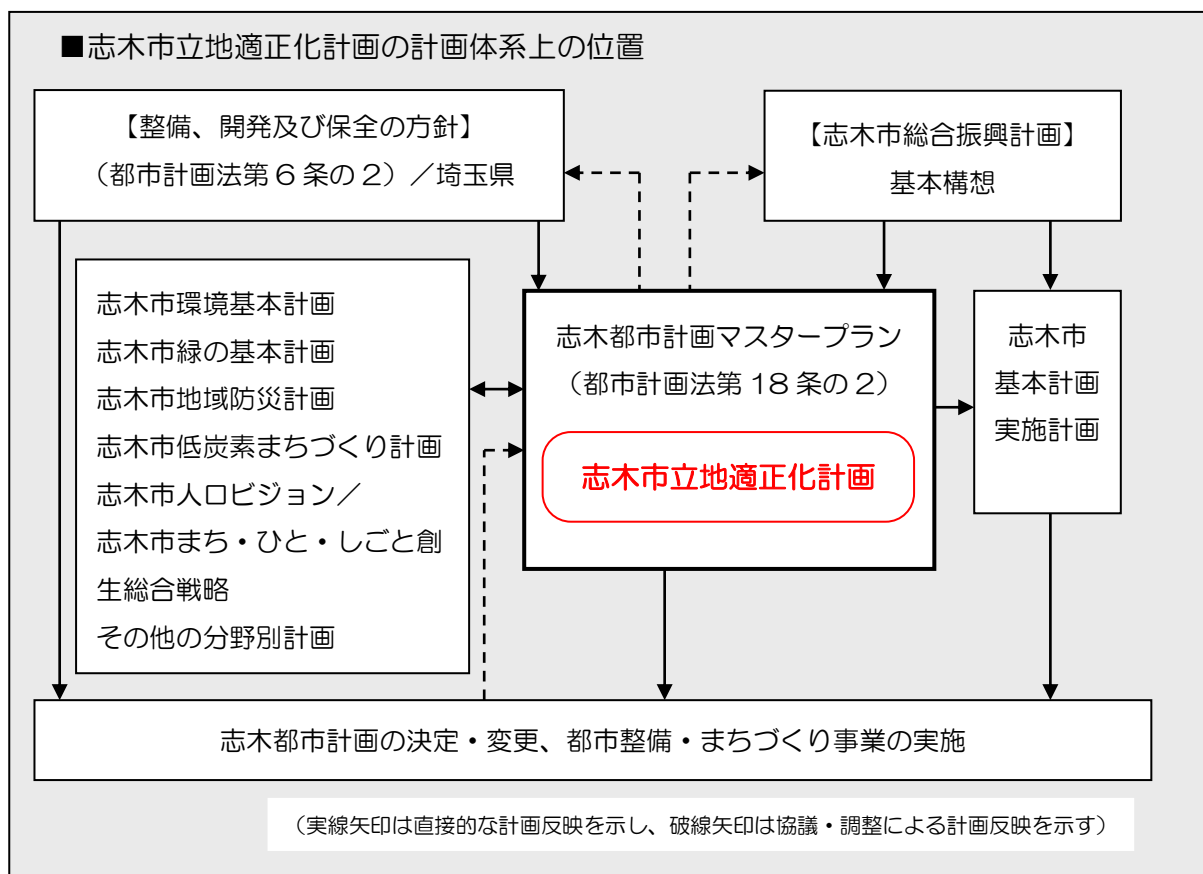 ■志木市立地適正化計画の計画体系上の位置
【整備、開発及び保全の方針】
（都市計画法第6条の2）／埼玉県
【志木市総合振興計画】
基本構想
志木市環境基本計画
志木市緑の基本計画
志木市地域防災計画
志木市低炭素まちづくり計画
志木市人口ビジョン／
志木市まち・ひと・しごと創
生総合戦略
その他の分野別計画
志木都市計画マスタープラン
（都市計画法第18条の2）
志木市立地適正化計画
志木市
基本計画
実施計画
志木都市計画の決定・変更、都市整備・まちづくり事業の実施
（実線矢印は直接的な計画反映を示し、破線矢印は協議・調整による計画反映を示す）